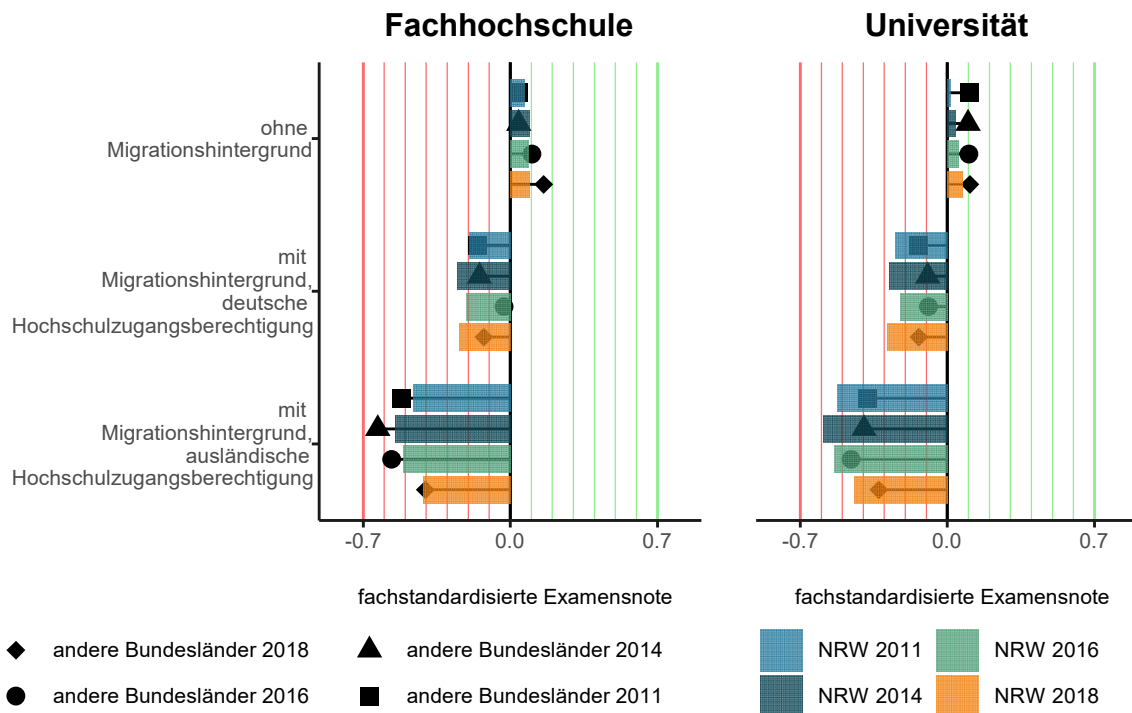 Fachhochschule
Universität
ohne
Migrationshintergrund
mit
Migrationshintergrund,
deutsche
Hochschulzugangsberechtigung
mit
Migrationshintergrund,
ausländische
Hochschulzugangsberechtigung
-0.7 0.0 0.7
-0.7 0.0 0.7
fachstandardisierte Examensnote
fachstandardisierte Examensnote
andere Bundesländer 2018
andere Bundesländer 2014
NRW 2011
NRW 2016
andere Bundesländer 2016
andere Bundesländer 2011
NRW 2014
NRW 2018